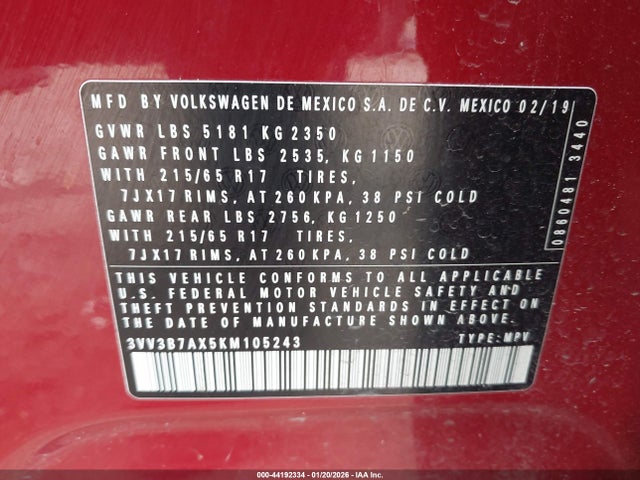 MFD BY VOLKSWAGEN DE MEXICO S.A. DE C.V. MEXICO 02/19
GVWR LBS 5181 KG 2350
GAWR FRONT LBS 2535, KG 1150
WITH 215/65 R17 TIRES,
7JX17 RIMS, AT 260 KPA, 38 PSI COLD
GAWR REAR LBS 2756, KG 1250
WITH 215/65 R17 TIRES,
7JX17 RIMS, AT 260 KPA, 38 PSI COLD
THIS VEHICLE CONFORMS TO ALL APPLICABLE
U.S. FEDERAL MOTOR VEHICLE SAFETY AND
THEFT PREVENTION STANDARDS IN EFFECT ON
THE DATE OF MANUFACTURE SHOWN ABOVE.
3VV3B7AX5KM105243 TYPE: MPV
0860481 3440
000-44192334 | 01/20/2026 | IAA Inc.